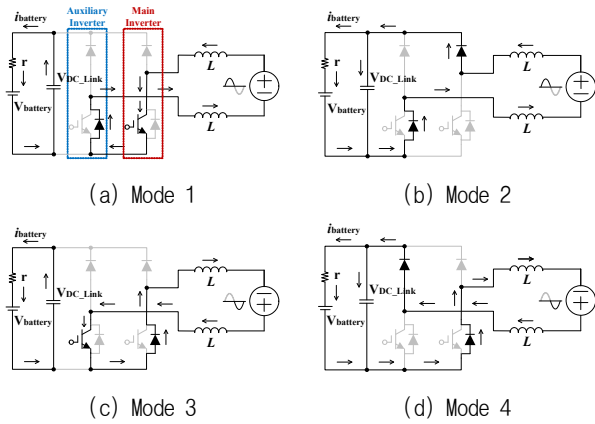 Auxiliary Inverter
Main Inverter
ibattery
r
VDC_Link
Vbattery
L
L
(a) Mode 1
ibattery
r
VDC_Link
Vbattery
L
L
(b) Mode 2
ibattery
r
VDC_Link
Vbattery
L
L
(c) Mode 3
ibattery
r
VDC_Link
Vbattery
L
L
(d) Mode 4